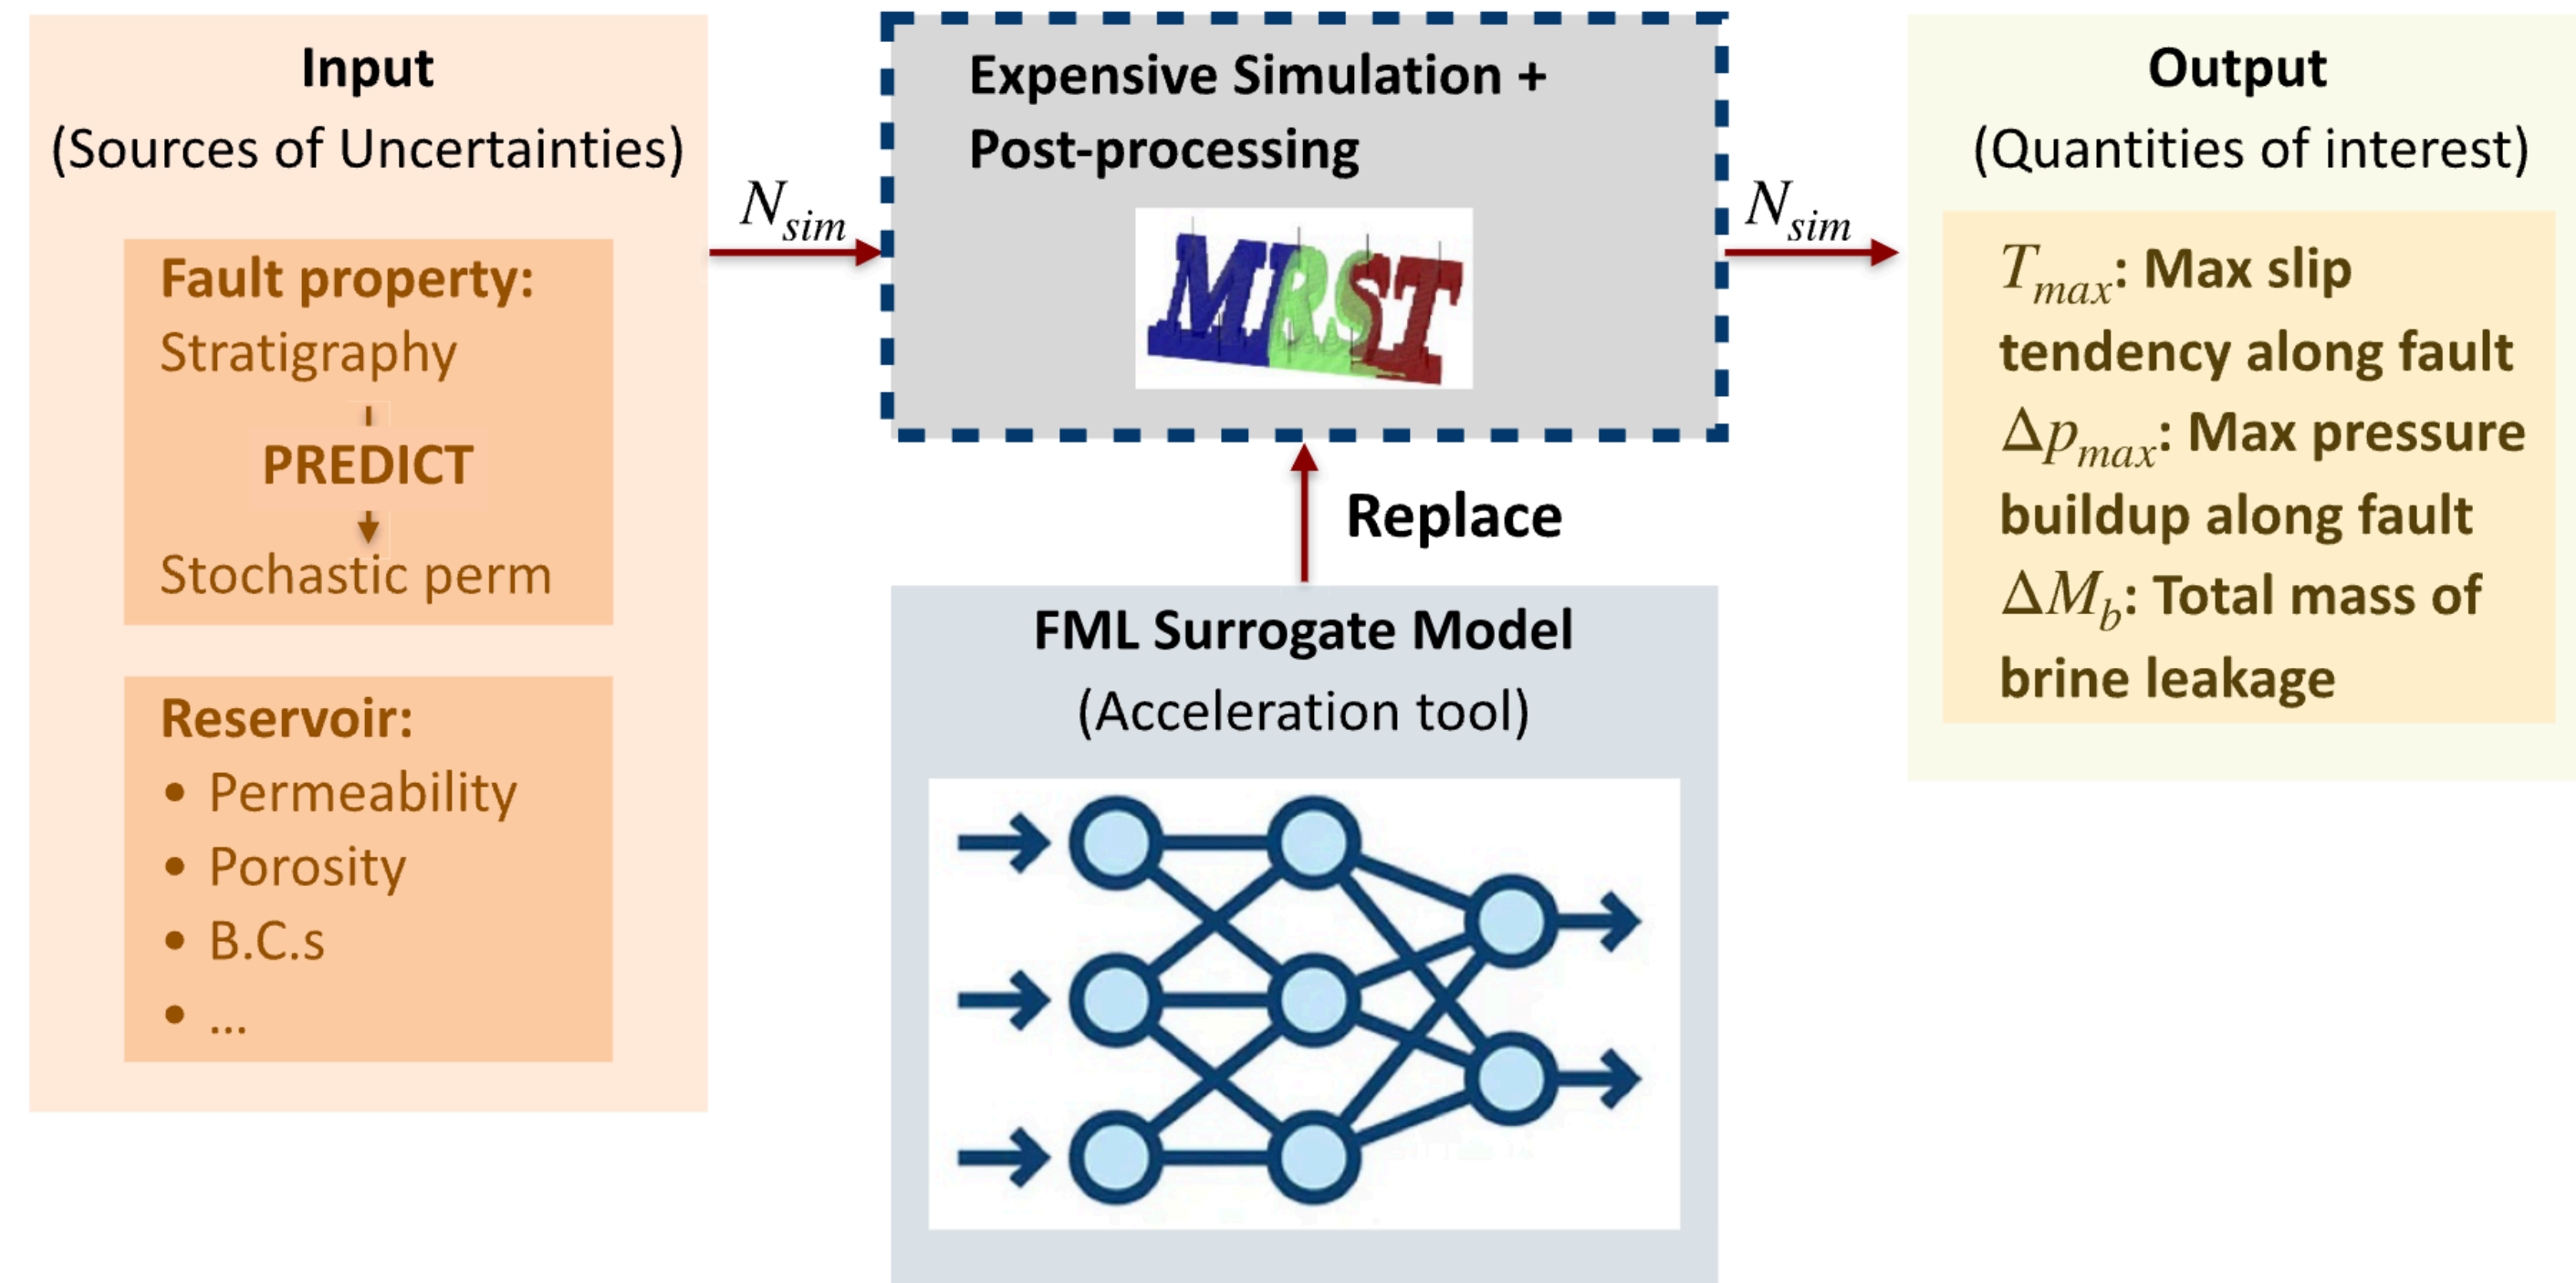 Input
(Sources of Uncertainties)
Fault property:
Stratigraphy
PREDICT
Stochastic perm
Reservoir:
• Permeability
• Porosity
• B.C.s
• ...
N_sim
Expensive Simulation +
Post-processing
MRST
Replace
FML Surrogate Model
(Acceleration tool)
N_sim
Output
(Quantities of interest)
T_max: Max slip
tendency along fault
Δp_max: Max pressure
buildup along fault
ΔM_b: Total mass of
brine leakage